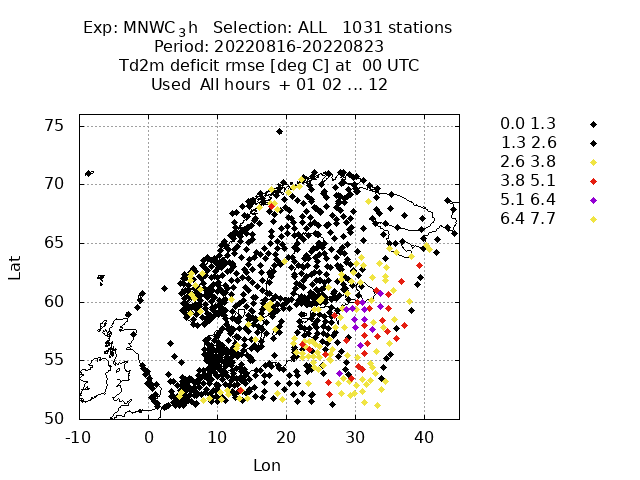 Exp: MNWC_3h Selection: ALL 1031 stations
Period: 20220816-20220823
Td2m deficit rmse [deg C] at 00 UTC
Used All hours + 01 02 ... 12
75
70
65
60
55
50
-10 0 10 20 30 40
Lat
Lon
0.0 1.3
1.3 2.6
2.6 3.8
3.8 5.1
5.1 6.4
6.4 7.7